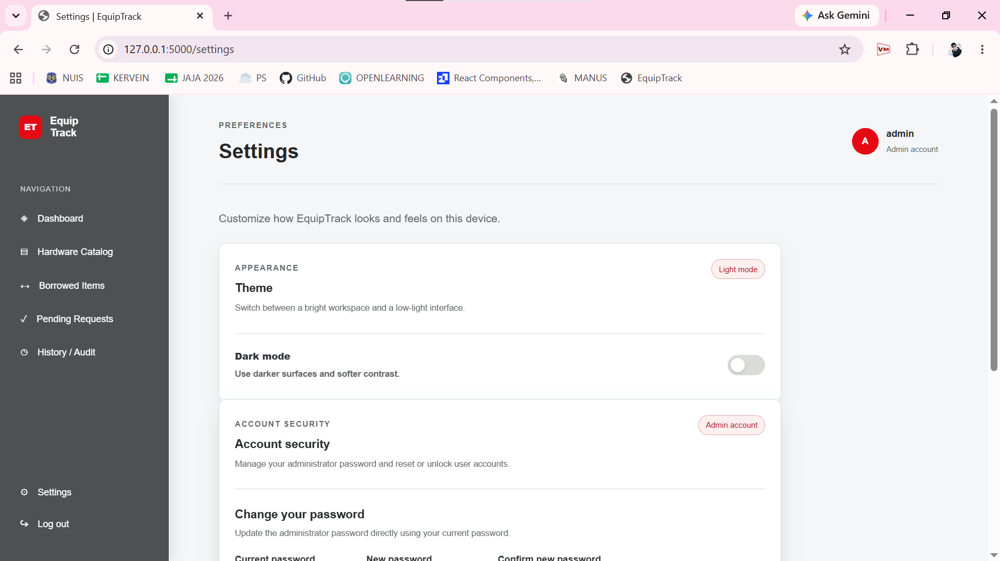 Settings | EquipTrack
Ask Gemini
127.0.0.1:5000/settings
VM
NUIS
KERVEIN
JAJA 2026
PS
GitHub
OPENLEARNING
React Components,...
MANUS
EquipTrack
ET
Equip
Track
NAVIGATION
Dashboard
Hardware Catalog
Borrowed Items
Pending Requests
History / Audit
Settings
Log out
PREFERENCES
Settings
A
admin
Admin account
Customize how EquipTrack looks and feels on this device.
APPEARANCE
Light mode
Theme
Switch between a bright workspace and a low-light interface.
Dark mode
Use darker surfaces and softer contrast.
ACCOUNT SECURITY
Admin account
Account security
Manage your administrator password and reset or unlock user accounts.
Change your password
Update the administrator password directly using your current password.
Current password
New password
Confirm new password